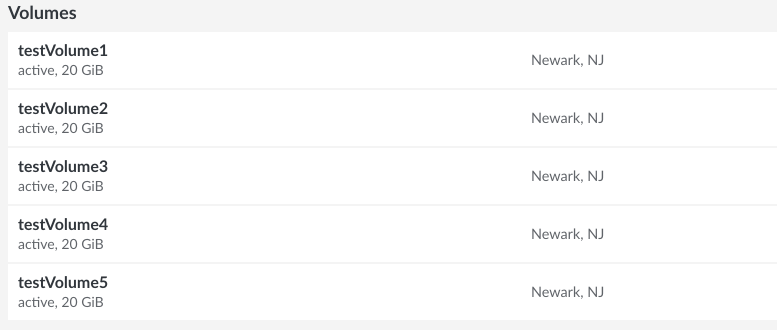 Volumes
testVolume1
active, 20 GiB
Newark, NJ
testVolume2
active, 20 GiB
Newark, NJ
testVolume3
active, 20 GiB
Newark, NJ
testVolume4
active, 20 GiB
Newark, NJ
testVolume5
active, 20 GiB
Newark, NJ